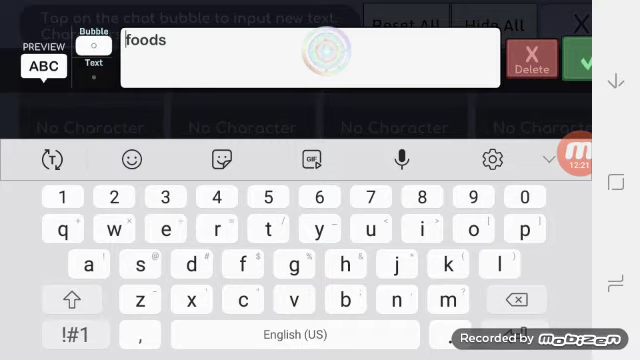 Tap on the chat bubble to input new text.
Reset All
Hide All
X
PREVIEW
ABC
Bubble
Text
foods
X
Delete
No Character
No Character
No Character
No Character
T
GIF
12:21
1 2 3 4 5 6 7 8 9 0
q w e r t y u i o p
a s d f g h j k l
z x c v b n m
!#1 , English (US) .
Recorded by MOBIZEN